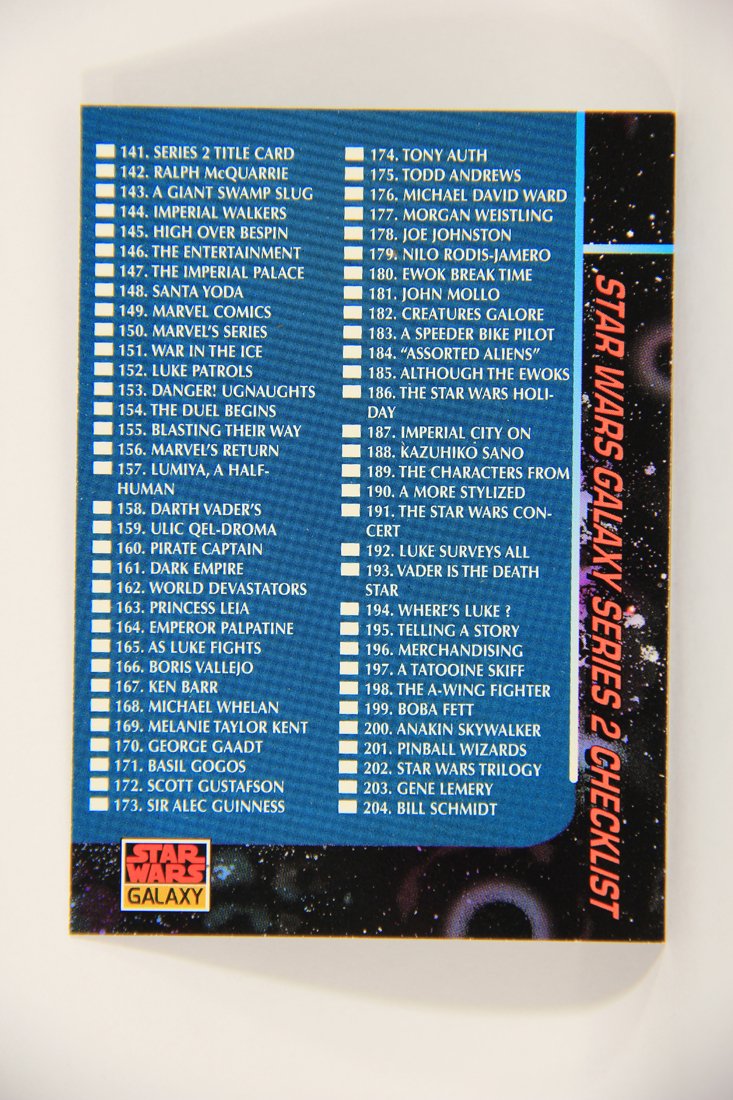 141. SERIES 2 TITLE CARD
142. RALPH McQUARRIE
143. A GIANT SWAMP SLUG
144. IMPERIAL WALKERS
145. HIGH OVER BESPIN
146. THE ENTERTAINMENT
147. THE IMPERIAL PALACE
148. SANTA YODA
149. MARVEL COMICS
150. MARVEL'S SERIES
151. WAR IN THE ICE
152. LUKE PATROLS
153. DANGER! UGNAUGHTS
154. THE DUEL BEGINS
155. BLASTING THEIR WAY
156. MARVEL'S RETURN
157. LUMIYA, A HALF-
HUMAN
158. DARTH VADER'S
159. ULIC QEL-DROMA
160. PIRATE CAPTAIN
161. DARK EMPIRE
162. WORLD DEVASTATORS
163. PRINCESS LEIA
164. EMPEROR PALPATINE
165. AS LUKE FIGHTS
166. BORIS VALLEJO
167. KEN BARR
168. MICHAEL WHELAN
169. MELANIE TAYLOR KENT
170. GEORGE GAADT
171. BASIL GOGOS
172. SCOTT GUSTAFSON
173. SIR ALEC GUINNESS
174. TONY AUTH
175. TODD ANDREWS
176. MICHAEL DAVID WARD
177. MORGAN WEISTLING
178. JOE JOHNSTON
179. NILO RODIS-JAMERO
180. EWOK BREAK TIME
181. JOHN MOLLO
182. CREATURES GALORE
183. A SPEEDER BIKE PILOT
184. "ASSORTED ALIENS"
185. ALTHOUGH THE EWOKS
186. THE STAR WARS HOLI-
DAY
187. IMPERIAL CITY ON
188. KAZUHIKO SANO
189. THE CHARACTERS FROM
190. A MORE STYLIZED
191. THE STAR WARS CON-
CERT
192. LUKE SURVEYS ALL
193. VADER IS THE DEATH
STAR
194. WHERE'S LUKE ?
195. TELLING A STORY
196. MERCHANDISING
197. A TATOOINE SKIFF
198. THE A-WING FIGHTER
199. BOBA FETT
200. ANAKIN SKYWALKER
201. PINBALL WIZARDS
202. STAR WARS TRILOGY
203. GENE LEMERY
204. BILL SCHMIDT
STAR WARS GALAXY SERIES 2 CHECKLIST
STAR
WARS
GALAXY